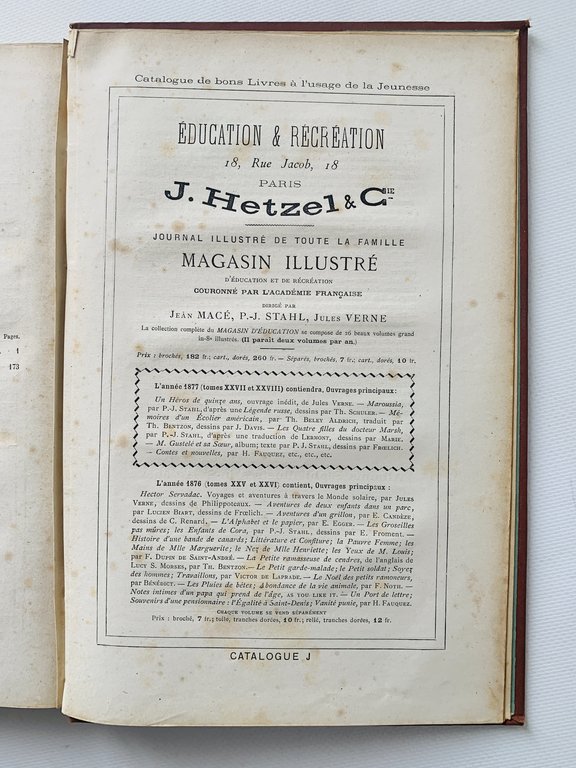 Pages.
1
173
Catalogue de bons Livres à l'usage de la Jeunesse
ÉDUCATION & RÉCRÉATION
18, Rue Jacob, 18
PARIS
J. Hetzel & Cie
JOURNAL ILLUSTRÉ DE TOUTE LA FAMILLE
MAGASIN ILLUSTRÉ
D'ÉDUCATION ET DE RÉCRÉATION
COURONNÉ PAR L'ACADÉMIE FRANÇAISE
DIRIGÉ PAR
JEAN MACÉ, P.-J. STAHL, JULES VERNE
La collection complète du MAGASIN D'ÉDUCATION se compose de 26 beaux volumes grand
in-8° illustrés. (Il paraît deux volumes par an.)
Prix : brochés, 182 fr.; cart., dorés, 260 fr. — Séparés, brochés, 7 fr.; cart., dorés, 10 fr.
L'année 1877 (tomes XXVII et XXVIII) contiendra, Ouvrages principaux:
Un Héros de quinze ans, ouvrage inédit, de JULES VERNE. — Maroussia,
par P.-J. STAHL, d'après une Légende russe, dessins par TH. SCHULER. — Mé-
moires d'un Écolier américain, par TH. BELEY ALDRICH, traduit par
TH. BENTZON, dessins par J. DAVIS. — Les Quatre filles du docteur Marsh,
par P.-J. STAHL, d'après une traduction de LERMONT, dessins par MARIE.
— M. Gustelé et sa Sœur, album; texte par P. J. STAHL, dessins par FRŒLICH.
— Contes et nouvelles, par H. FAUQUEZ, etc., etc., etc.
L'année 1876 (tomes XXV et XXVI) contient, Ouvrages principaux :
Hector Servadac. Voyages et aventures à travers le Monde solaire, par JULES
VERNE, dessins de Philippoteaux. — Aventures de deux enfants dans un parc,
par LUCIEN BIART, dessins de Frœlich. — Aventures d'un grillon, par E. CANDÈZE,
dessins de C. Renard. — L'Alphabet et le papier, par E. EGGER. — Les Groseilles
pas mûres; les Enfants de Cora, par P.-J. STAHL, dessins par E. Froment. —
Histoire d'une bande de canards; Littérature et Confiture; la Pauvre Femme; les
Mains de Mlle Marguerite; le Nez de Mlle Henriette; les Yeux de M. Louis;
par F. DUPIN DE SAINT-ANDRÉ. — La Petite ramasseuse de cendres, de l'anglais de
LUCY S. MORSES, par TH. BENTZON. — Le Petit garde-malade; le Petit soldat; Soyez
des hommes; Travaillons, par VICTOR DE LAPRADE. — Le Noël des petits ramoneurs,
par BÉNÉDICT. — Les Pluies de bêtes; Abondance de la vie animale, par F. NOTH. —
Notes intimes d'un papa qui prend de l'âge, AS YOU LIKE IT. — Un Port de lettre;
Souvenirs d'une pensionnaire : l'Égalité à Saint-Denis; Vanité punie, par H. FAUQUEZ.
CHAQUE VOLUME SE VEND SÉPARÉMENT
Prix : broché, 7 fr.; toile, tranches dorées, 10 fr.; relié, tranches dorées, 12 fr.
CATALOGUE J